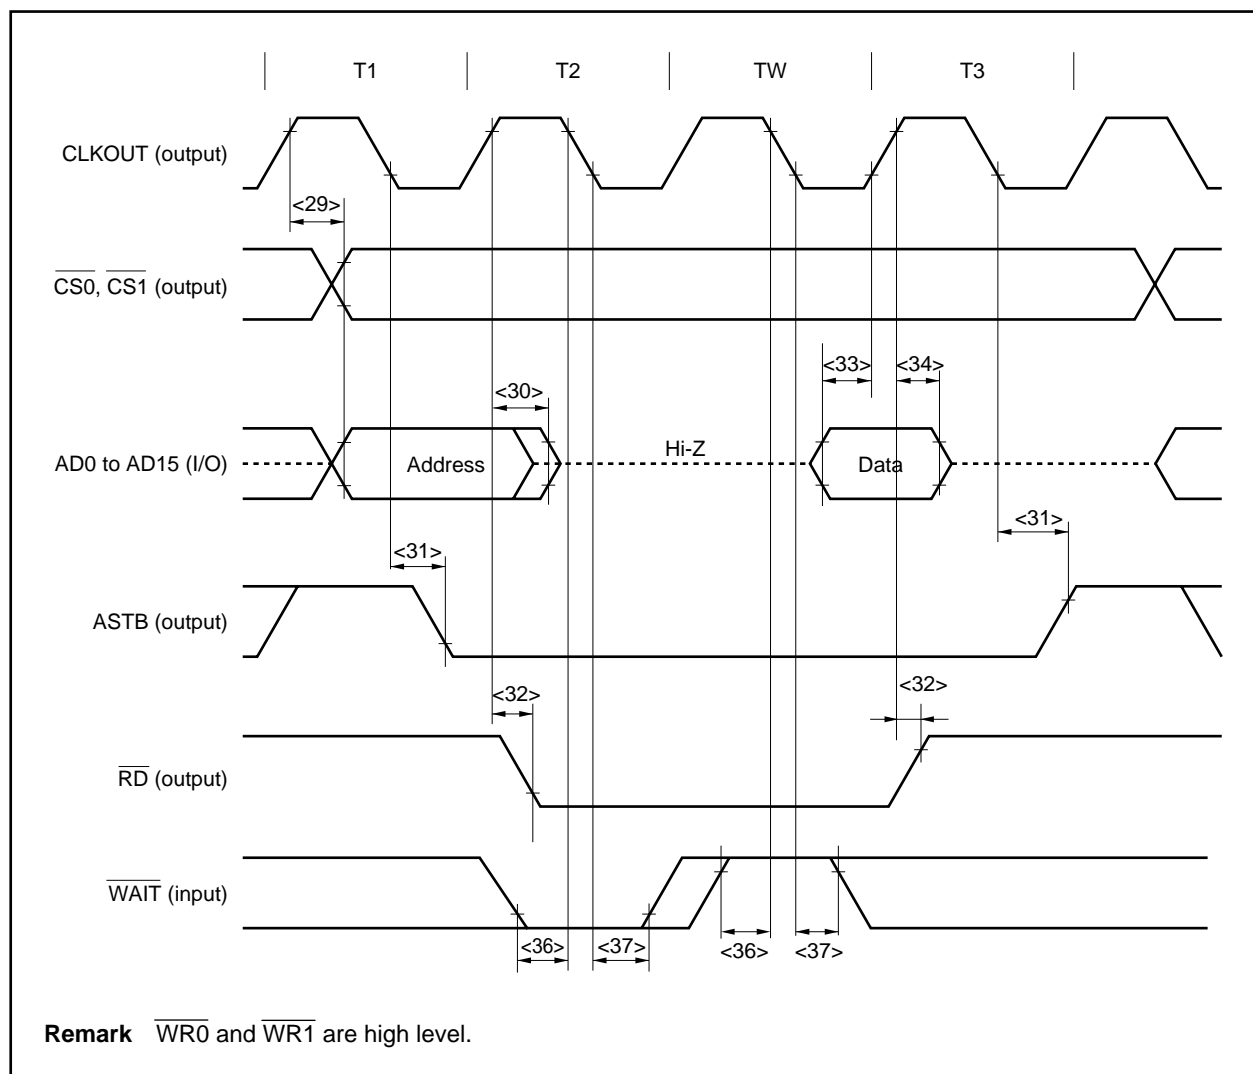 T1 T2 TW T3
CLKOUT (output)
<29>
CS0, CS1 (output)
<33> <34>
<30>
AD0 to AD15 (I/O) Address Hi-Z Data
<31>
<31>
ASTB (output)
<32> <32>
RD (output)
WAIT (input)
<36> <37> <36> <37>
Remark WR0 and WR1 are high level.